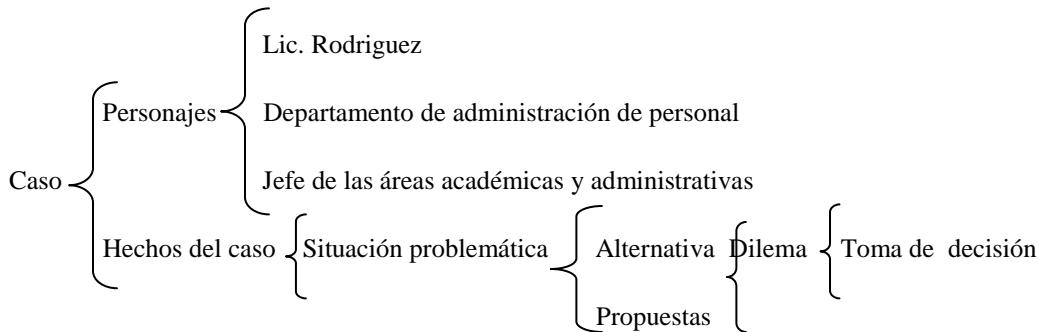 Lic. Rodriguez
Personajes
Departamento de administración de personal
Caso
Jefe de las áreas académicas y administrativas
Hechos del caso
Situación problemática
Alternativa
Dilema
Toma de decisión
Propuestas